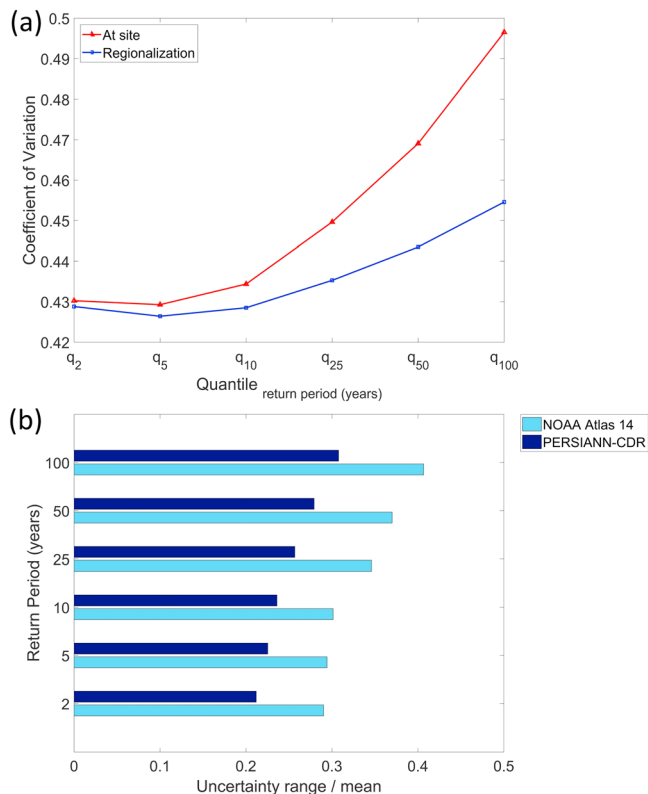 (a)
0.5
0.49
0.48
0.47
0.46
0.45
0.44
0.43
0.42
Coefficient of Variation
At site
Regionalization
q2
q5
q10
q25
q50
q100
Quantile return period (years)
(b)
NOAA Atlas 14
PERSIANN-CDR
Return Period (years)
100
50
25
10
5
2
0
0.1
0.2
0.3
0.4
0.5
Uncertainty range / mean